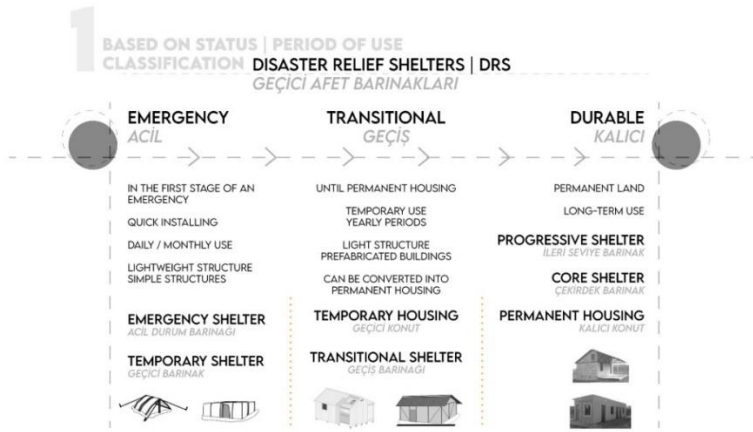 1
BASED ON STATUS | PERIOD OF USE
CLASSIFICATION DISASTER RELIEF SHELTERS | DRS
GEÇİCİ AFET BARINAKLARI
EMERGENCY
ACİL
IN THE FIRST STAGE OF AN
EMERGENCY
QUICK INSTALLING
DAILY / MONTHLY USE
LIGHTWEIGHT STRUCTURE
SIMPLE STRUCTURES
EMERGENCY SHELTER
ACİL DURUM BARINAĞI
TEMPORARY SHELTER
GEÇİCİ BARINAK
TRANSITIONAL
GEÇİŞ
UNTIL PERMANENT HOUSING
TEMPORARY USE
YEARLY PERIODS
LIGHT STRUCTURE
PREFABRICATED BUILDINGS
CAN BE CONVERTED INTO
PERMANENT HOUSING
TEMPORARY HOUSING
GEÇİCİ KONUT
TRANSITIONAL SHELTER
GEÇİŞ BARINAĞI
DURABLE
KALICI
PERMANENT LAND
LONG-TERM USE
PROGRESSIVE SHELTER
İLERİ SEVİYE BARINAK
CORE SHELTER
ÇEKİRDEK BARINAK
PERMANENT HOUSING
KALICI KONUT